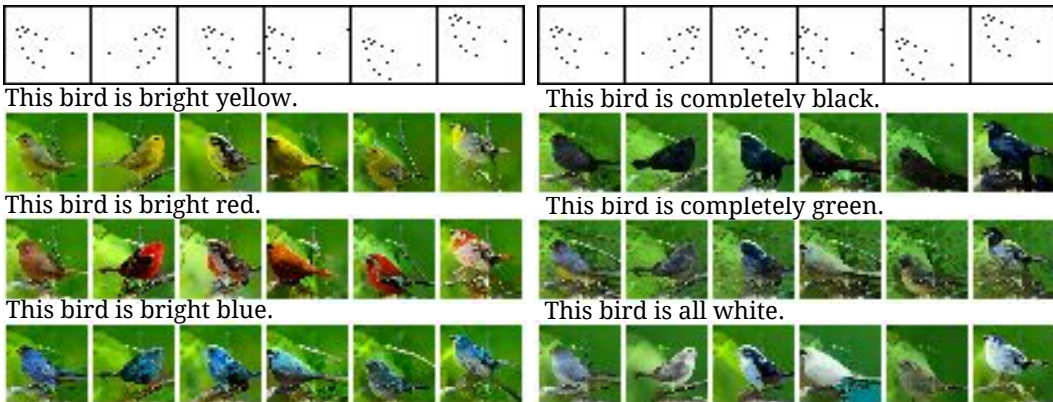 This bird is bright yellow.
This bird is completely black.
This bird is bright red.
This bird is completely green.
This bird is bright blue.
This bird is all white.